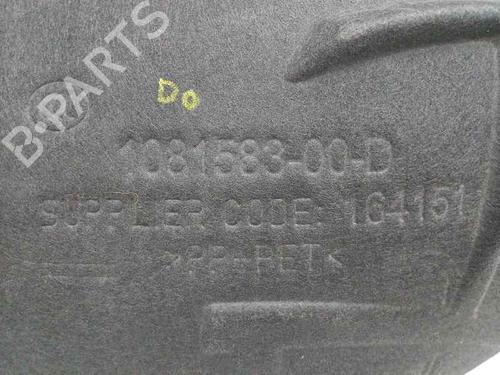 B-PARTS
Do
1081583-00-D
SUPPLIER CODE: 164151
>PP-PET<